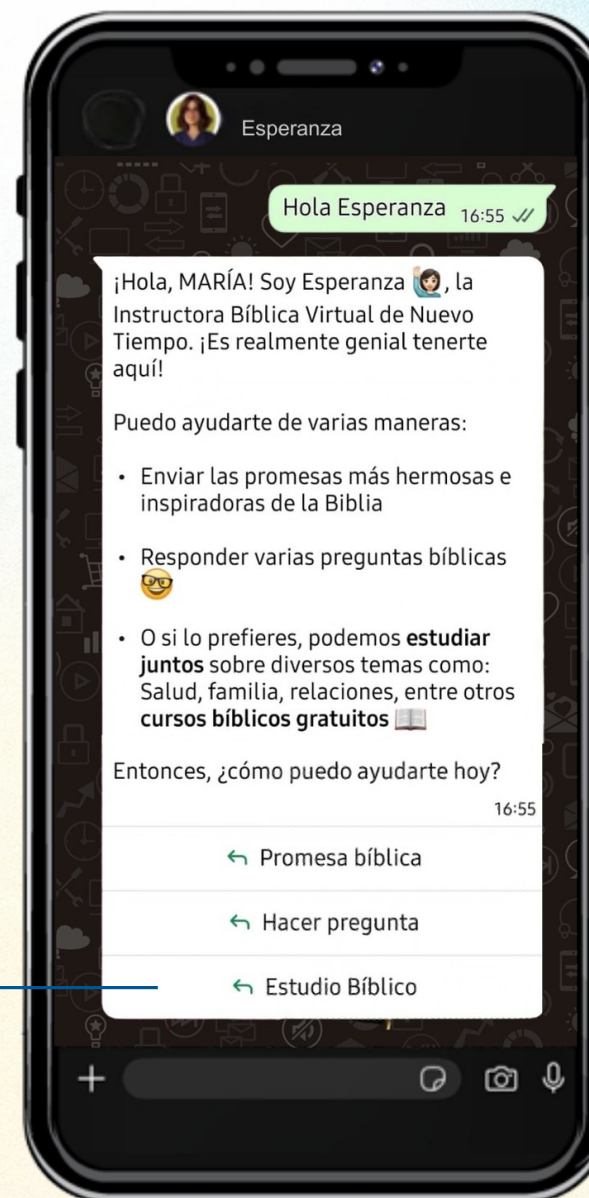 Esperanza
Hola Esperanza 16:55
¡Hola, MARÍA! Soy Esperanza 🙋🏻‍♀️, la
Instructora Bíblica Virtual de Nuevo
Tiempo. ¡Es realmente genial tenerte
aquí!
Puedo ayudarte de varias maneras:
• Enviar las promesas más hermosas e
inspiradoras de la Biblia
• Responder varias preguntas bíblicas
🤓
• O si lo prefieres, podemos estudiar
juntos sobre diversos temas como:
Salud, familia, relaciones, entre otros
cursos bíblicos gratuitos 📖
Entonces, ¿cómo puedo ayudarte hoy?
16:55
Promesa bíblica
Hacer pregunta
Estudio Bíblico